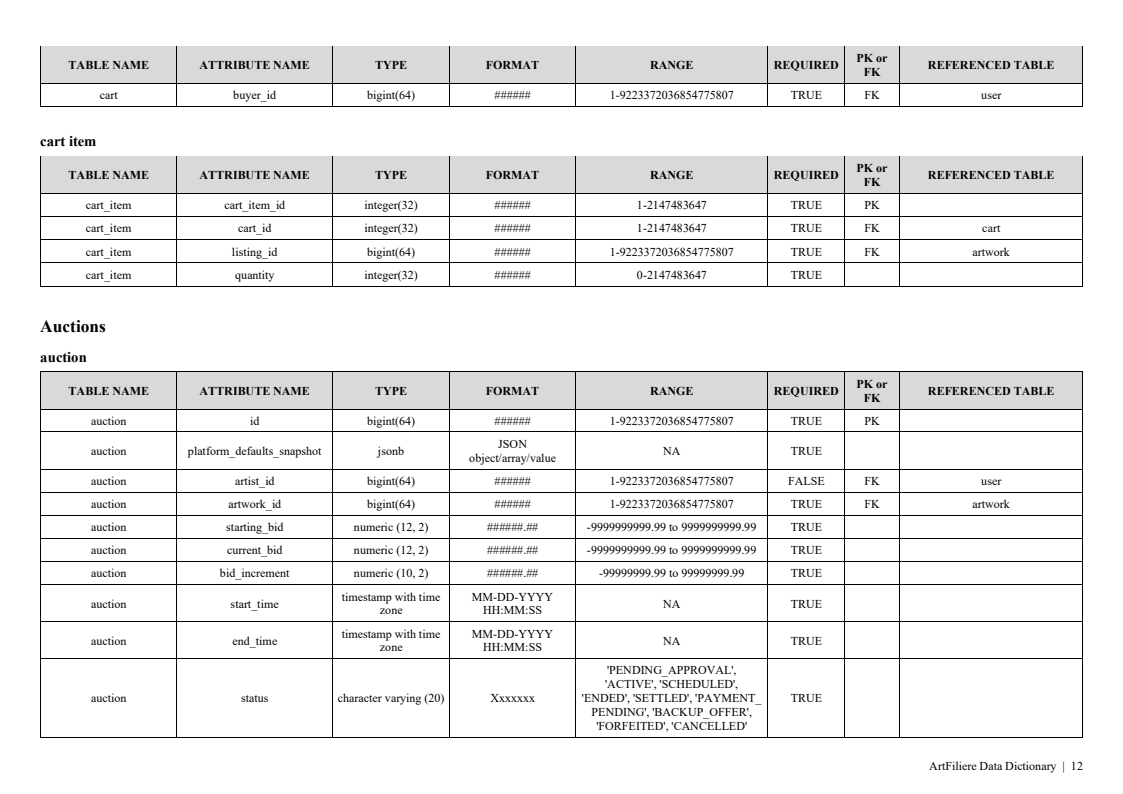 TABLE NAME ATTRIBUTE NAME TYPE FORMAT RANGE REQUIRED PK or FK REFERENCED TABLE
cart buyer_id bigint(64) ###### 1-9223372036854775807 TRUE FK user
cart item
TABLE NAME ATTRIBUTE NAME TYPE FORMAT RANGE REQUIRED PK or FK REFERENCED TABLE
cart_item cart_item_id integer(32) ###### 1-2147483647 TRUE PK
cart_item cart_id integer(32) ###### 1-2147483647 TRUE FK cart
cart_item listing_id bigint(64) ###### 1-9223372036854775807 TRUE FK artwork
cart_item quantity integer(32) ###### 0-2147483647 TRUE
Auctions
auction
TABLE NAME ATTRIBUTE NAME TYPE FORMAT RANGE REQUIRED PK or FK REFERENCED TABLE
auction id bigint(64) ###### 1-9223372036854775807 TRUE PK
auction platform_defaults_snapshot jsonb JSON object/array/value NA TRUE
auction artist_id bigint(64) ###### 1-9223372036854775807 FALSE FK user
auction artwork_id bigint(64) ###### 1-9223372036854775807 TRUE FK artwork
auction starting_bid numeric (12, 2) ######.## -9999999999.99 to 9999999999.99 TRUE
auction current_bid numeric (12, 2) ######.## -9999999999.99 to 9999999999.99 TRUE
auction bid_increment numeric (10, 2) ######.## -99999999.99 to 99999999.99 TRUE
auction start_time timestamp with time zone MM-DD-YYYY HH:MM:SS NA TRUE
auction end_time timestamp with time zone MM-DD-YYYY HH:MM:SS NA TRUE
auction status character varying (20) Xxxxxxx 'PENDING_APPROVAL', 'ACTIVE', 'SCHEDULED', 'ENDED', 'SETTLED', 'PAYMENT_PENDING', 'BACKUP_OFFER', 'FORFEITED', 'CANCELLED' TRUE
ArtFiliere Data Dictionary | 12